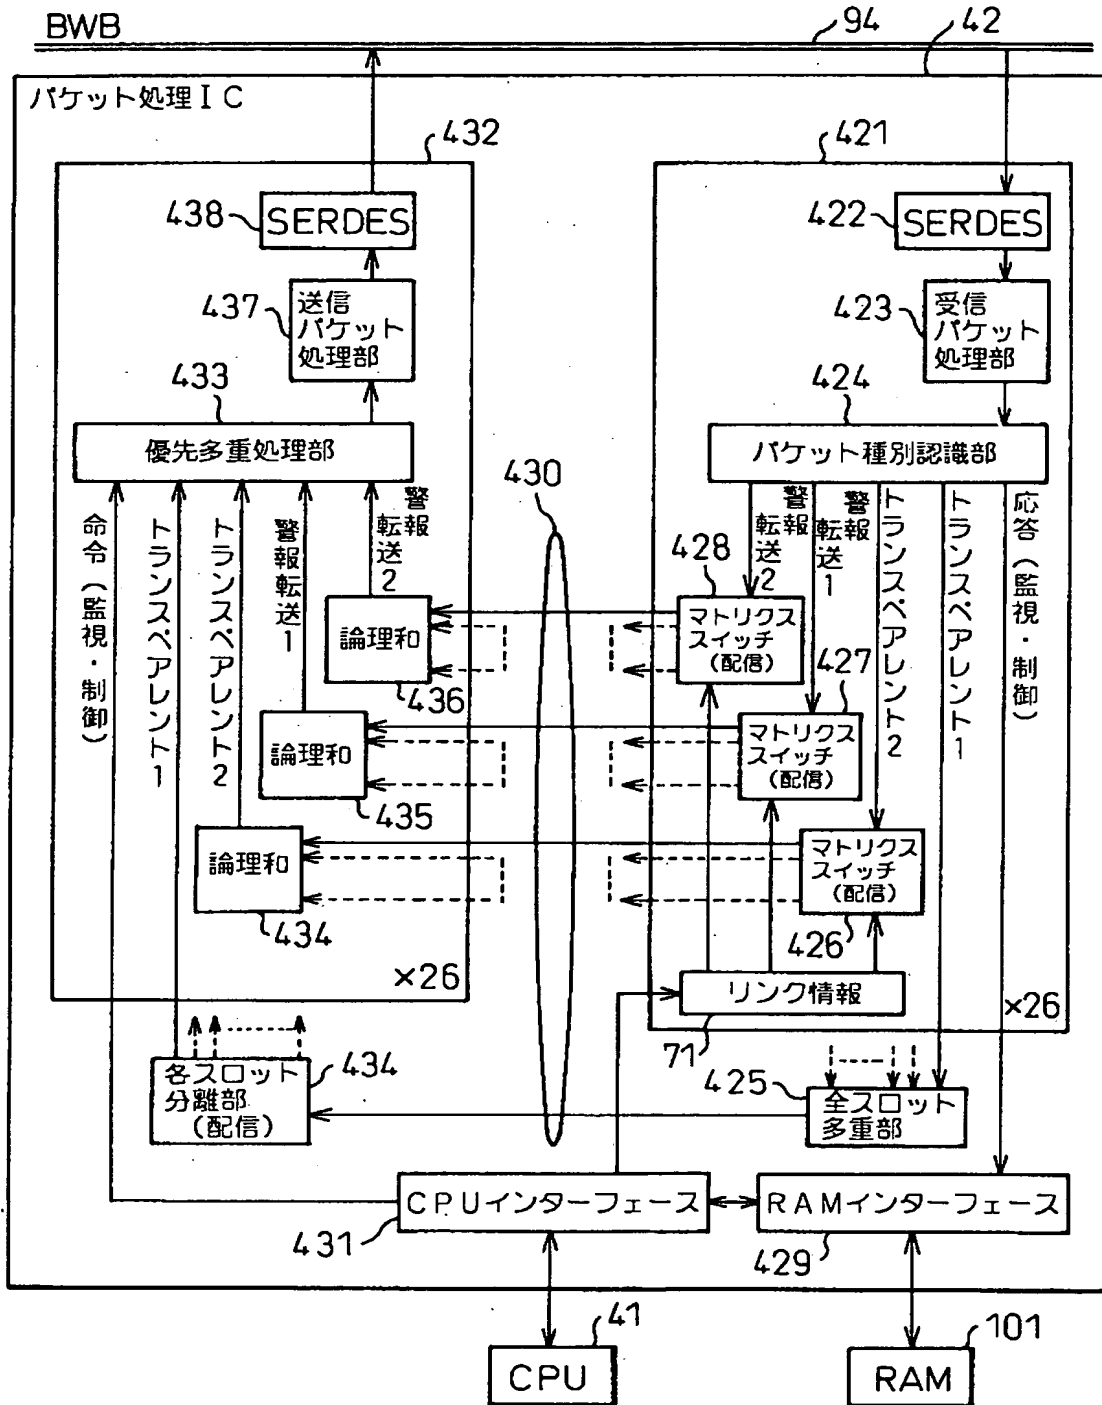 BWB
94
42
パケット処理IC
432
421
438
SERDES
422
SERDES
437
送信
パケット
処理部
423
受信
パケット
処理部
433
424
優先多重処理部
パケット種別認識部
430
命令(監視・制御)
トランスペアレント1
トランスペアレント2
警報転送1
警報
転送2
警報
転送2
警報
転送1
トランスペアレント2
トランスペアレント1
応答(監視・制御)
428
論理和
マトリクス
スイッチ
(配信)
436
427
論理和
マトリクス
スイッチ
(配信)
435
論理和
マトリクス
スイッチ
(配信)
434
426
×26
リンク情報
×26
71
各スロット
分離部
(配信)
434
425
全スロット
多重部
CPUインターフェース
RAMインターフェース
431
429
41
101
CPU
RAM